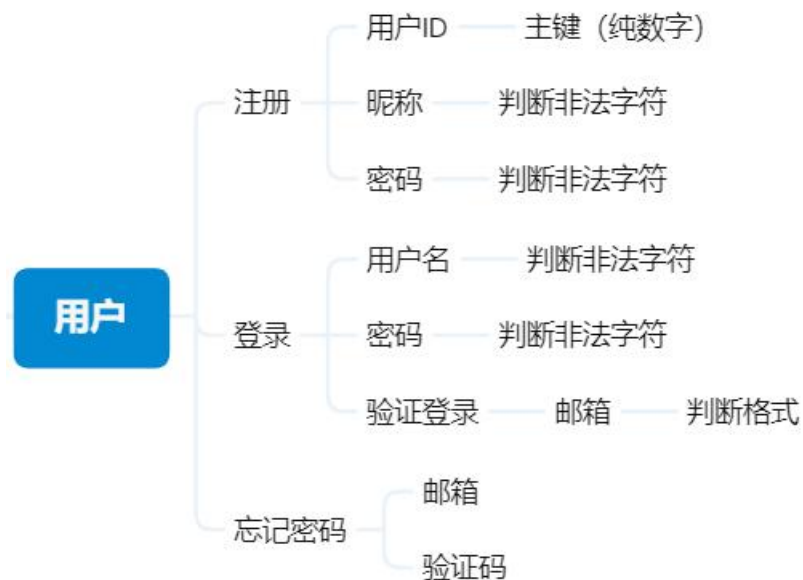 用户
注册
用户ID
主键（纯数字）
昵称
判断非法字符
密码
判断非法字符
登录
用户名
判断非法字符
密码
判断非法字符
验证登录
邮箱
判断格式
忘记密码
邮箱
验证码